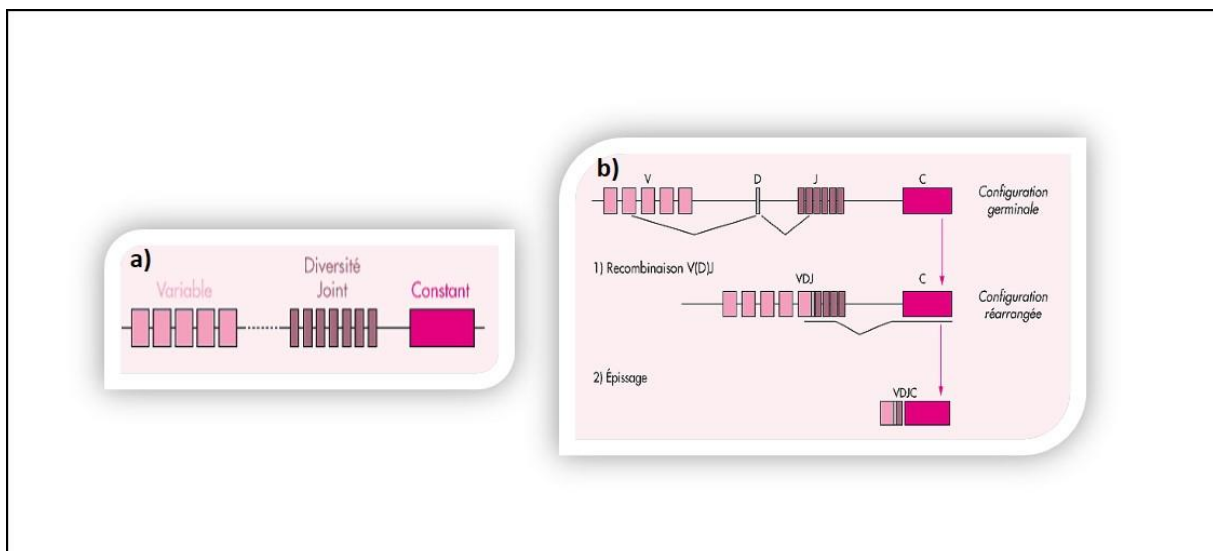 a)
Variable
Diversité
Joint
Constant
b)
V D J C
Configuration
germinale
1) Recombinaison V(D)J
VDJ C
Configuration
réarrangée
2) Épissage
VDJC